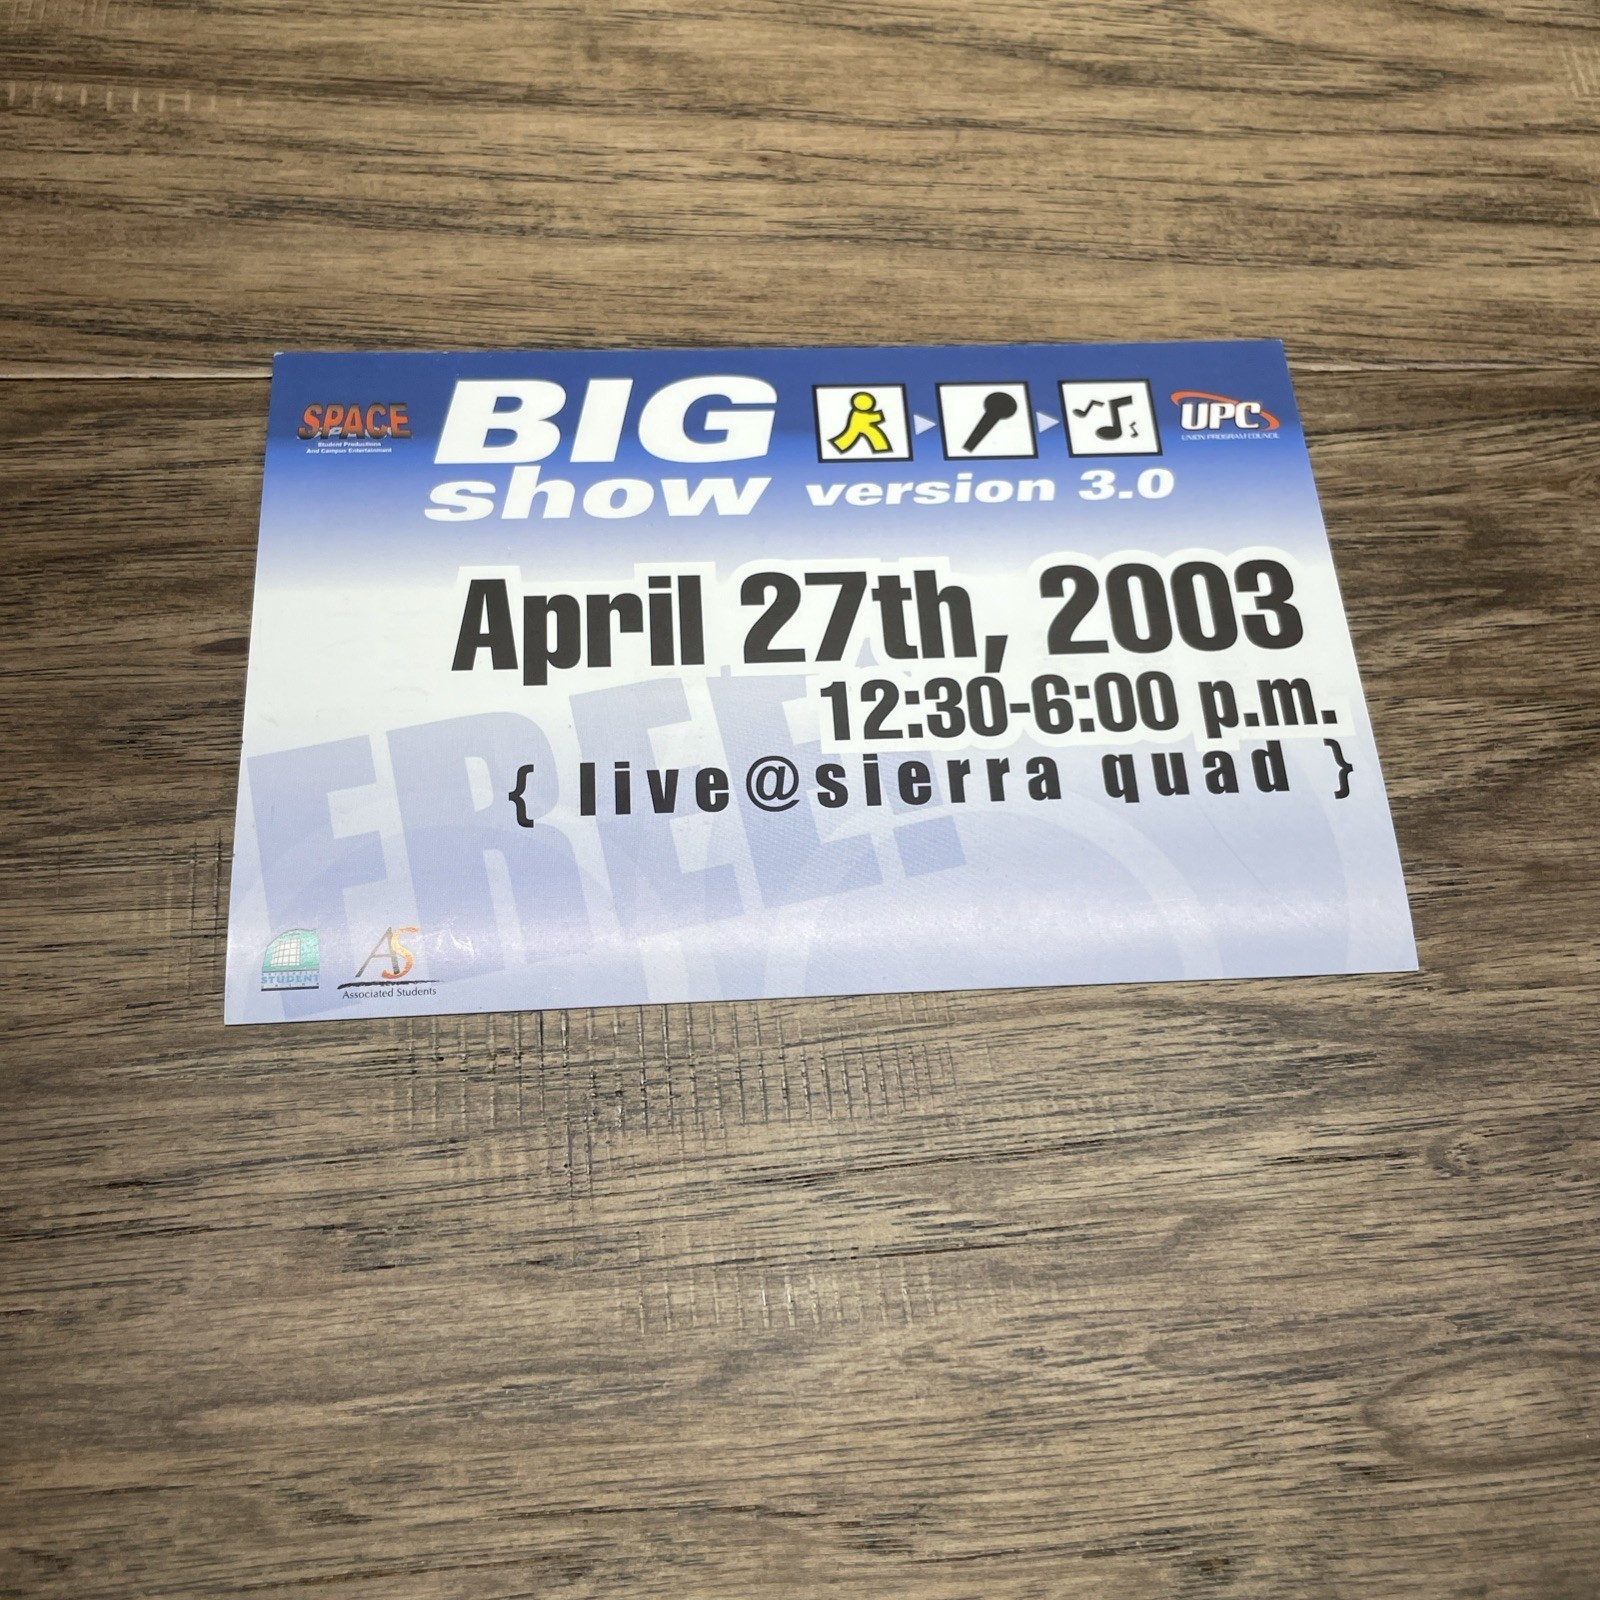 SPACE
Student Productions
And Campus Entertainment
BIG
show version 3.0
UPC
UNION PROGRAM COUNCIL
April 27th, 2003
12:30-6:00 p.m.
{ live@sierra quad }
FREE!
STUDENT
AS
Associated Students